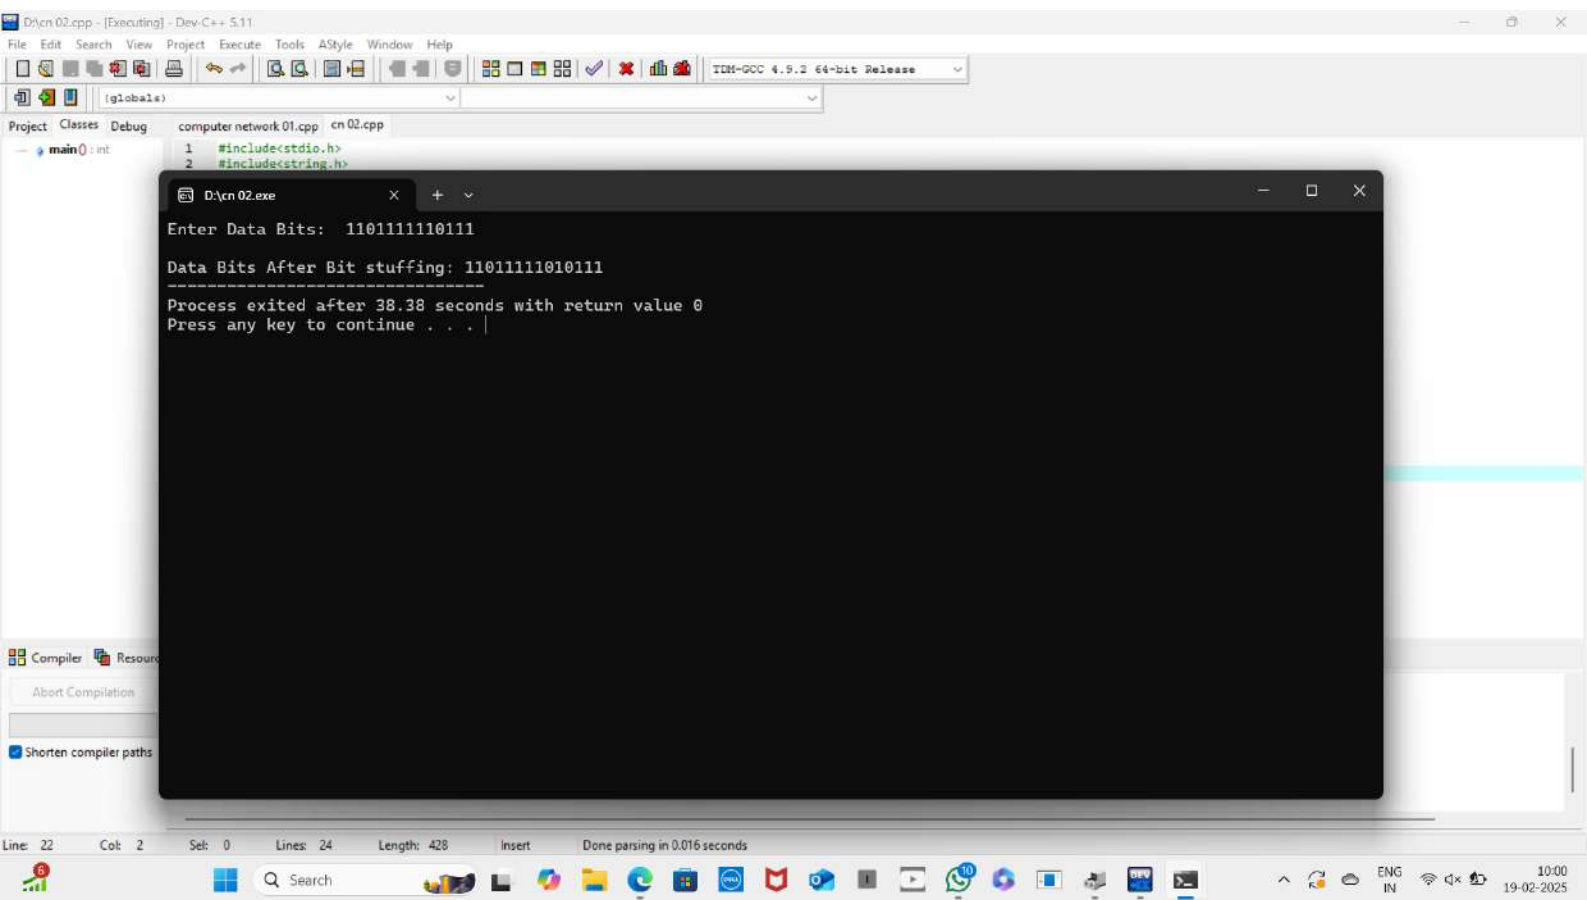 D:\cn 02.cpp - [Executing] - Dev-C++ 5.11
File Edit Search View Project Execute Tools AStyle Window Help
TDM-GCC 4.9.2 64-bit Release
(globals)
Project Classes Debug computer network 01.cpp cn 02.cpp
main() : int
1 #include<stdio.h>
2 #include<string.h>
D:\cn 02.exe
Enter Data Bits: 1101111110111
Data Bits After Bit stuffing: 11011111010111
--------------------------------
Process exited after 38.38 seconds with return value 0
Press any key to continue . . .
Compiler Resour
Abort Compilation
Shorten compiler paths
Line: 22 Col: 2 Sel: 0 Lines: 24 Length: 428 Insert Done parsing in 0.016 seconds
6
Search
DELL
10
DEV
ENG
IN
10:00
19-02-2025